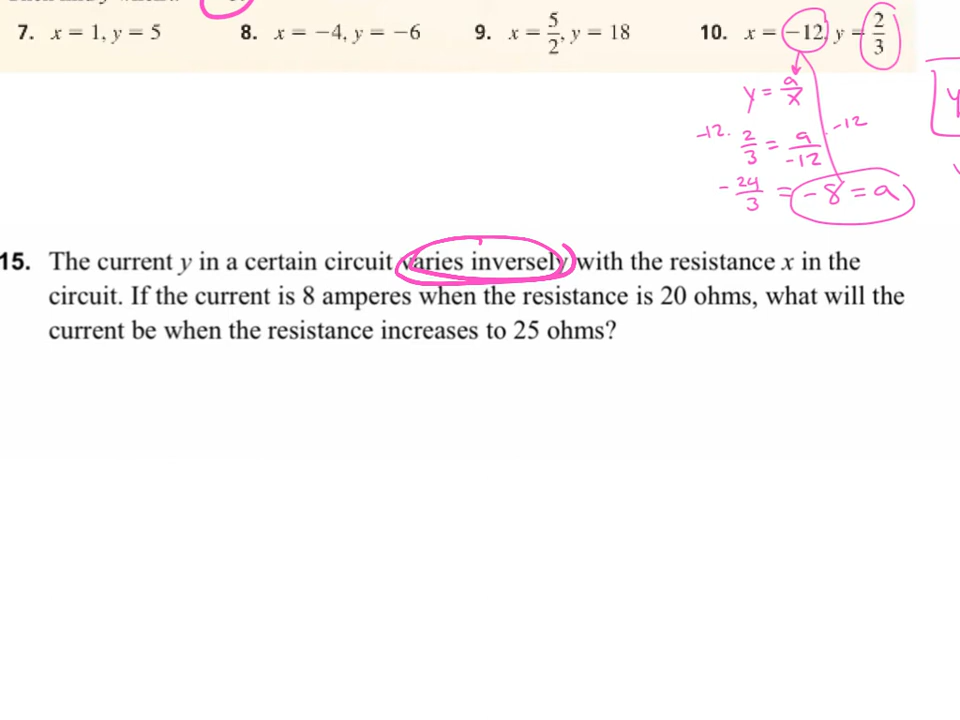 7. x = 1, y = 5 8. x = −4, y = −6 9. x = 5/2, y = 18 10. x = −12, y = 2/3
y = a/x
-12 · 2/3 = a/-12 · -12
- 24/3 = -8 = a
15. The current y in a certain circuit varies inversely with the resistance x in the
circuit. If the current is 8 amperes when the resistance is 20 ohms, what will the
current be when the resistance increases to 25 ohms?